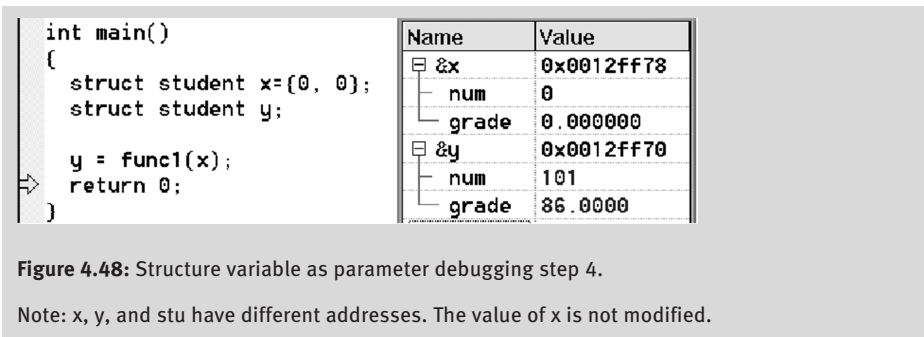 int main()
{
struct student x={0, 0};
struct student y;
y = func1(x);
return 0;
}
Name Value
&x 0x0012ff78
num 0
grade 0.000000
&y 0x0012ff70
num 101
grade 86.0000
Figure 4.48: Structure variable as parameter debugging step 4.
Note: x, y, and stu have different addresses. The value of x is not modified.